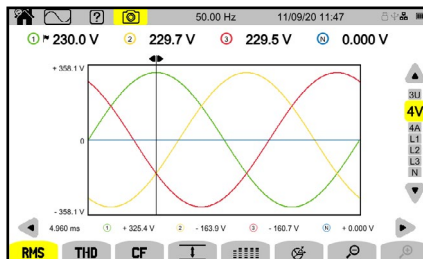 ? 50.00 Hz 11/09/20 11:47
1 230.0 V 2 229.7 V 3 229.5 V N 0.000 V
+ 358.1 V
0
- 358.1 V
3U
4V
4A
L1
L2
L3
N
4.960 ms 1 + 325.4 V 2 - 163.9 V 3 - 160.7 V N + 0.000 V
RMS THD CF